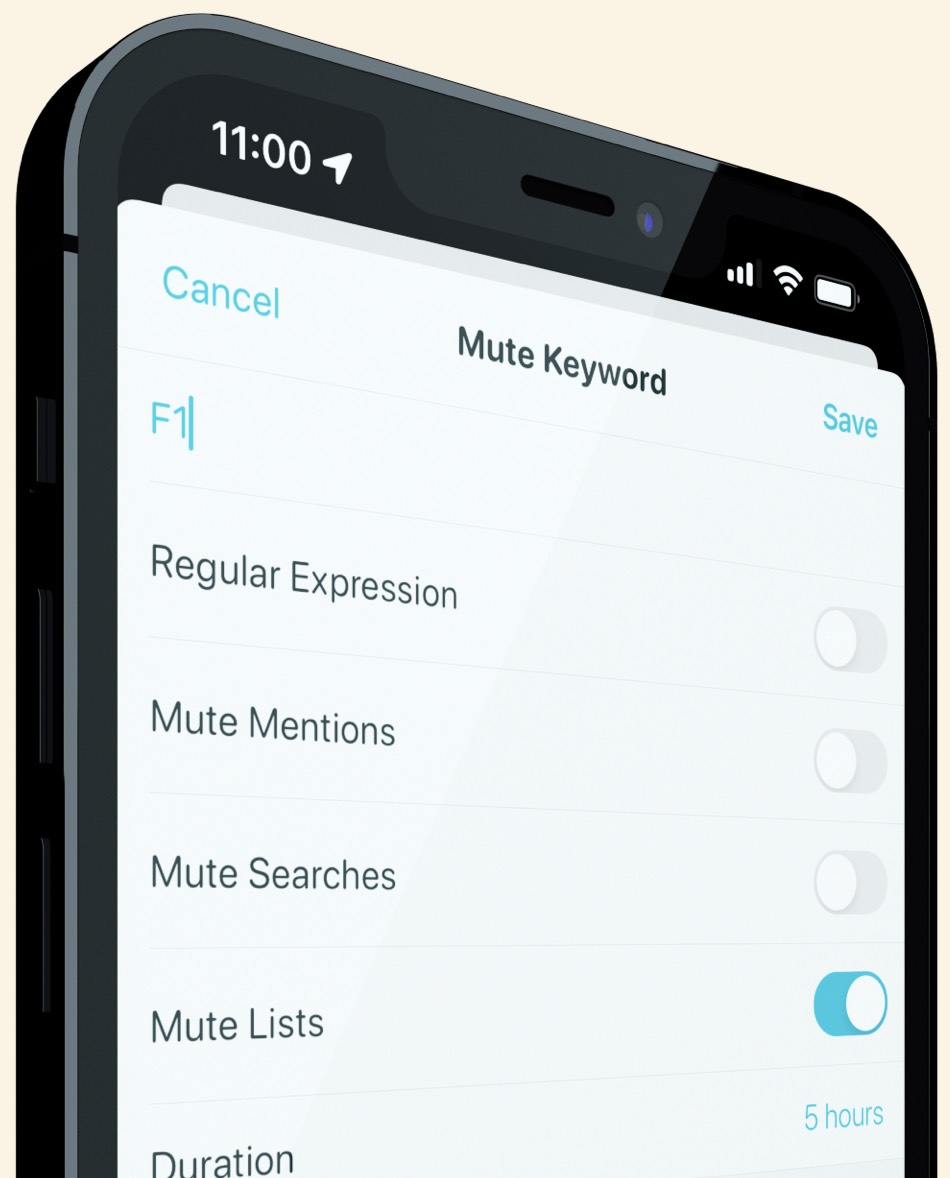 11:00
Cancel
Mute Keyword
Save
F1
Regular Expression
Mute Mentions
Mute Searches
Mute Lists
5 hours
Duration